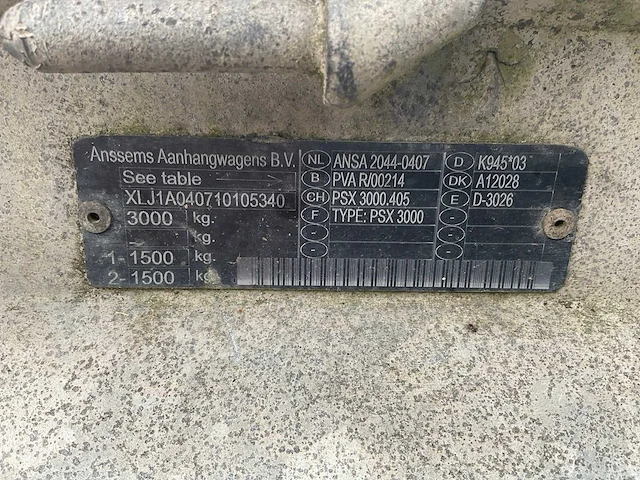 Anssems Aanhangwagens B.V.
See table
XLJ1A040710105340
3000 kg.
- kg.
1- 1500 kg.
2- 1500 kg.
NL ANSA 2044-0407
B PVA R/00214
CH PSX 3000.405
F TYPE: PSX 3000
-
-
D K945*03
DK A12028
E D-3026
-
-
-